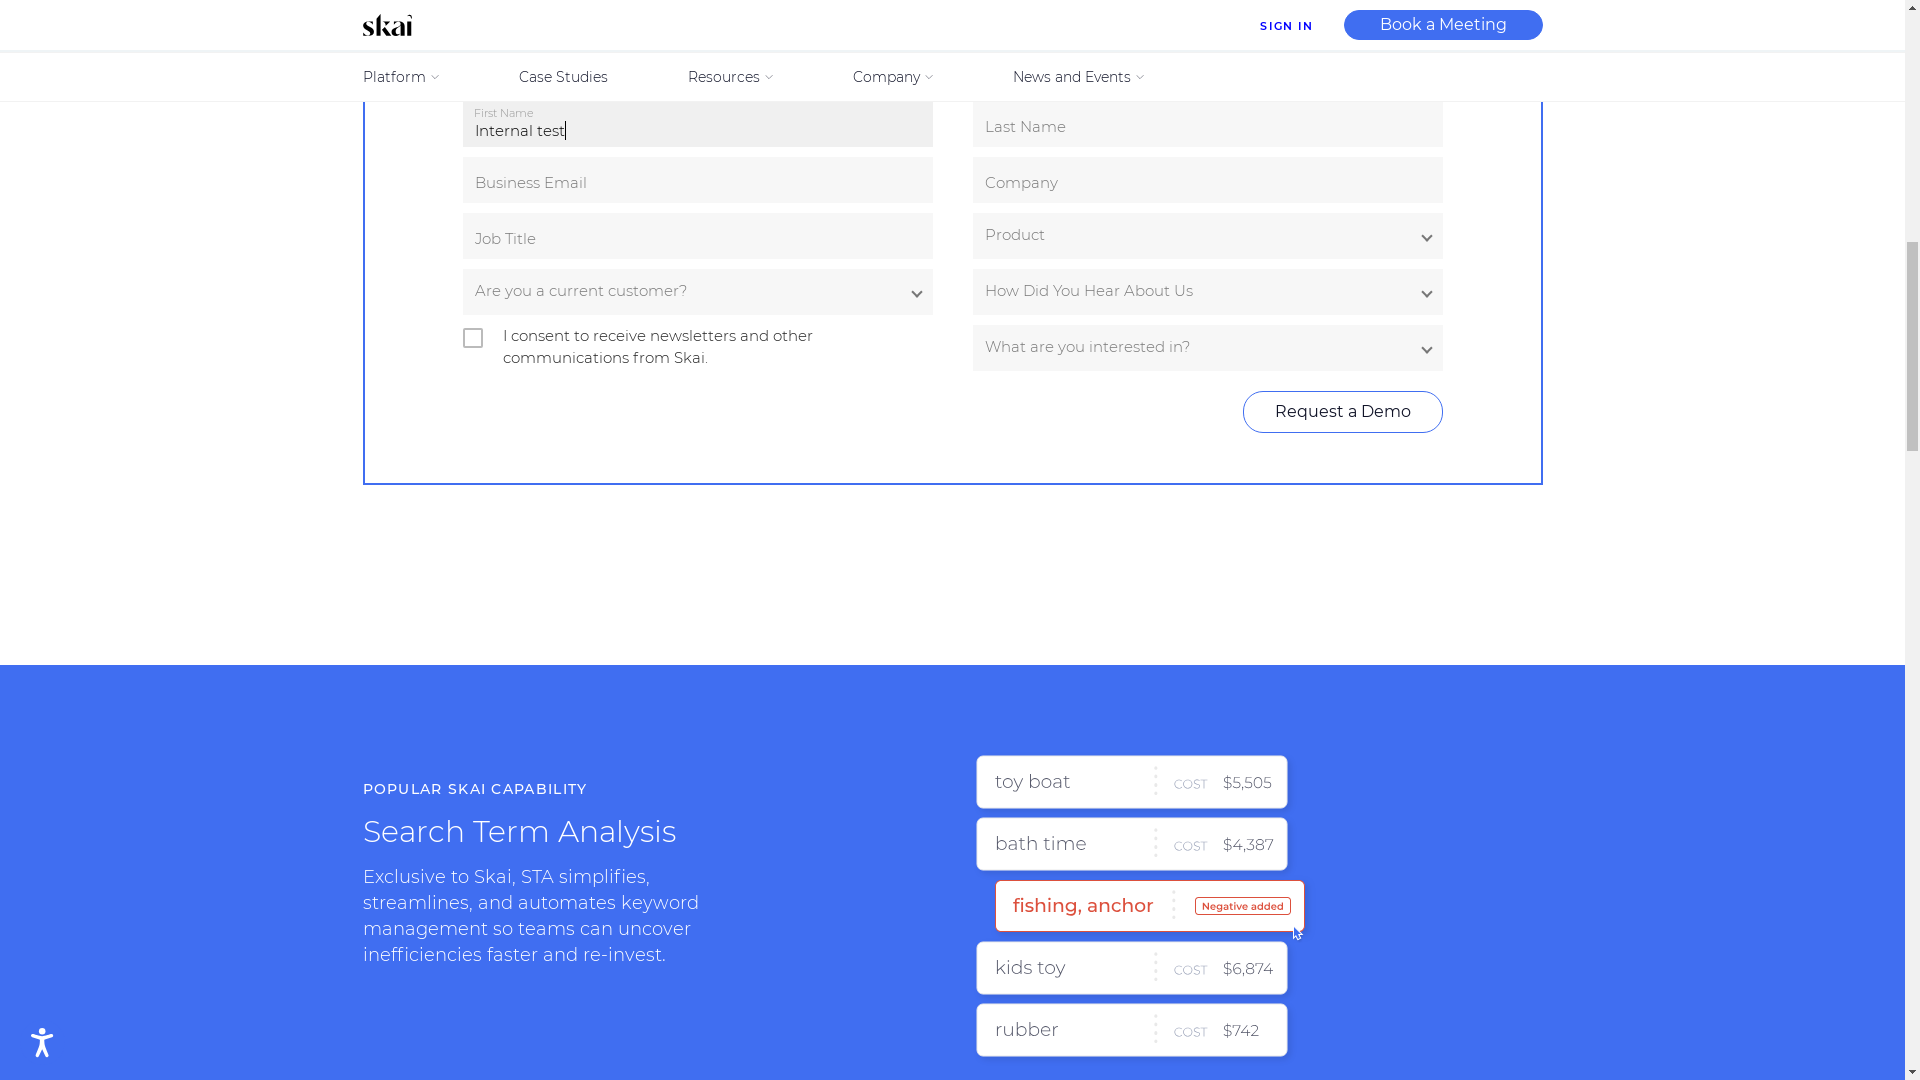 skai
SIGN IN
Book a Meeting
Platform
Case Studies
Resources
Company
News and Events
First Name
Internal test
Last Name
Business Email
Company
Job Title
Product
Are you a current customer?
How Did You Hear About Us
I consent to receive newsletters and other
communications from Skai.
What are you interested in?
Request a Demo
POPULAR SKAI CAPABILITY
Search Term Analysis
Exclusive to Skai, STA simplifies,
streamlines, and automates keyword
management so teams can uncover
inefficiencies faster and re-invest.
toy boat COST $5,505
bath time COST $4,387
fishing, anchor Negative added
kids toy COST $6,874
rubber COST $742